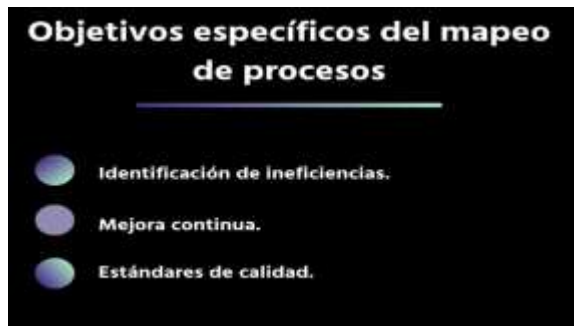 Objetivos específicos del mapeo
de procesos
Identificación de ineficiencias.
Mejora continua.
Estándares de calidad.